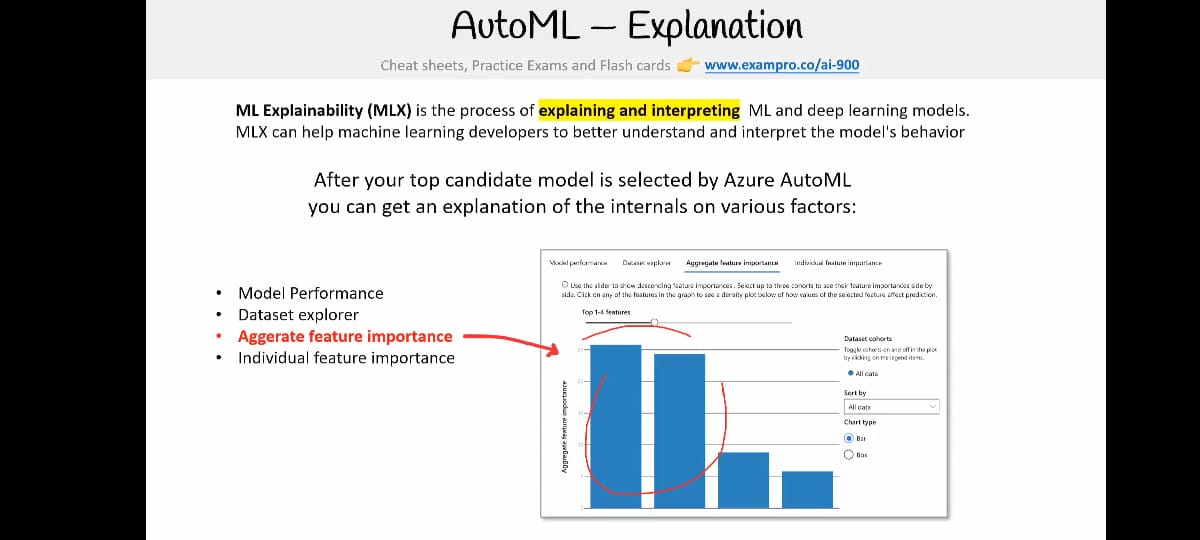 AutoML – Explanation
Cheat sheets, Practice Exams and Flash cards 👉 www.exampro.co/ai-900
ML Explainability (MLX) is the process of explaining and interpreting ML and deep learning models.
MLX can help machine learning developers to better understand and interpret the model's behavior
After your top candidate model is selected by Azure AutoML
you can get an explanation of the internals on various factors:
• Model Performance
• Dataset explorer
• Aggerate feature importance
• Individual feature importance
Model performance Dataset explorer Aggregate feature importance Individual feature importance
Use the slider to show descending feature importances. Select up to three cohorts to see their feature importances side by
side. Click on any of the features in the graph to see a density plot below of how values of the selected feature affect prediction.
Top 1-4 features
Aggregate feature importance
Dataset cohorts
Toggle cohorts on and off in the plot
by clicking on the legend items.
All data
Sort by
All data
Chart type
Bar
Box